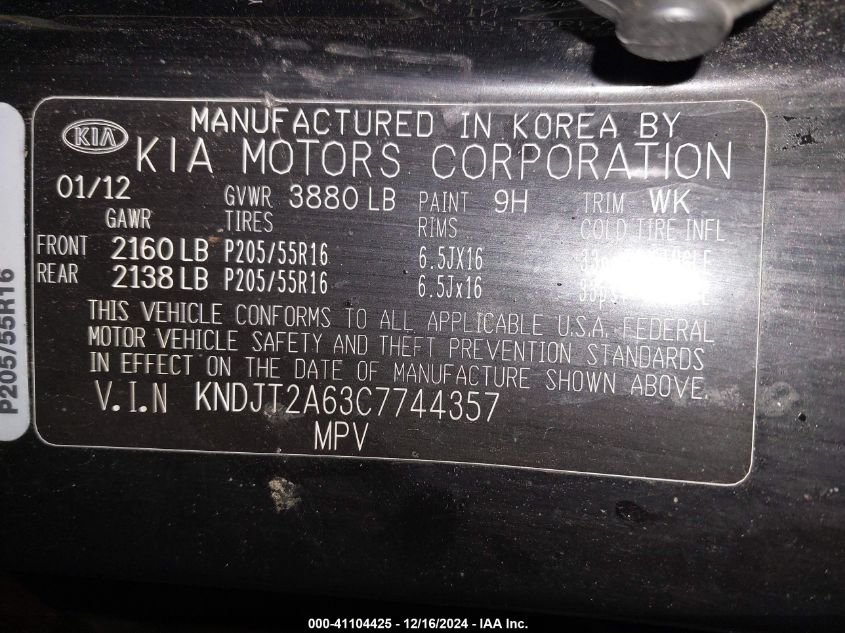 KIA
MANUFACTURED IN KOREA BY
KIA MOTORS CORPORATION
01/12 GVWR 3880 LB PAINT 9H TRIM WK
GAWR TIRES RIMS COLD TIRE INFL
FRONT 2160 LB P205/55R16 6.5JX16
REAR 2138 LB P205/55R16 6.5Jx16
THIS VEHICLE CONFORMS TO ALL APPLICABLE U.S.A. FEDERAL
MOTOR VEHICLE SAFETY AND THEFT PREVENTION STANDARDS
IN EFFECT ON THE DATE OF MANUFACTURE SHOWN ABOVE.
V.I.N KNDJT2A63C7744357
MPV
P205/55R16
000-41104425 - 12/16/2024 - IAA Inc.